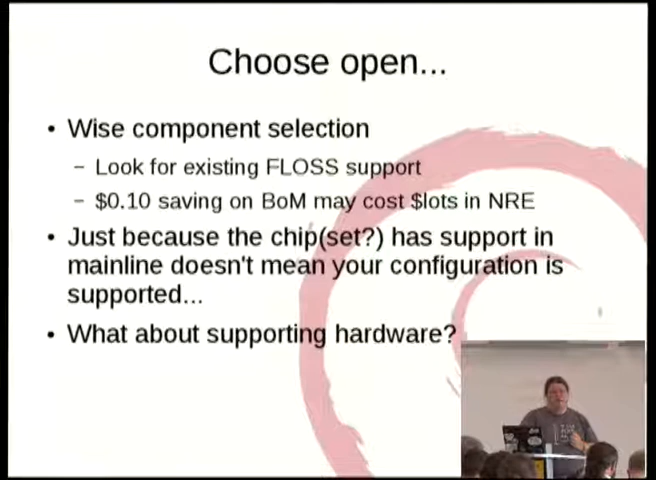 Choose open...
• Wise component selection
– Look for existing FLOSS support
– $0.10 saving on BoM may cost $lots in NRE
• Just because the chip(set?) has support in
mainline doesn't mean your configuration is
supported...
• What about supporting hardware?